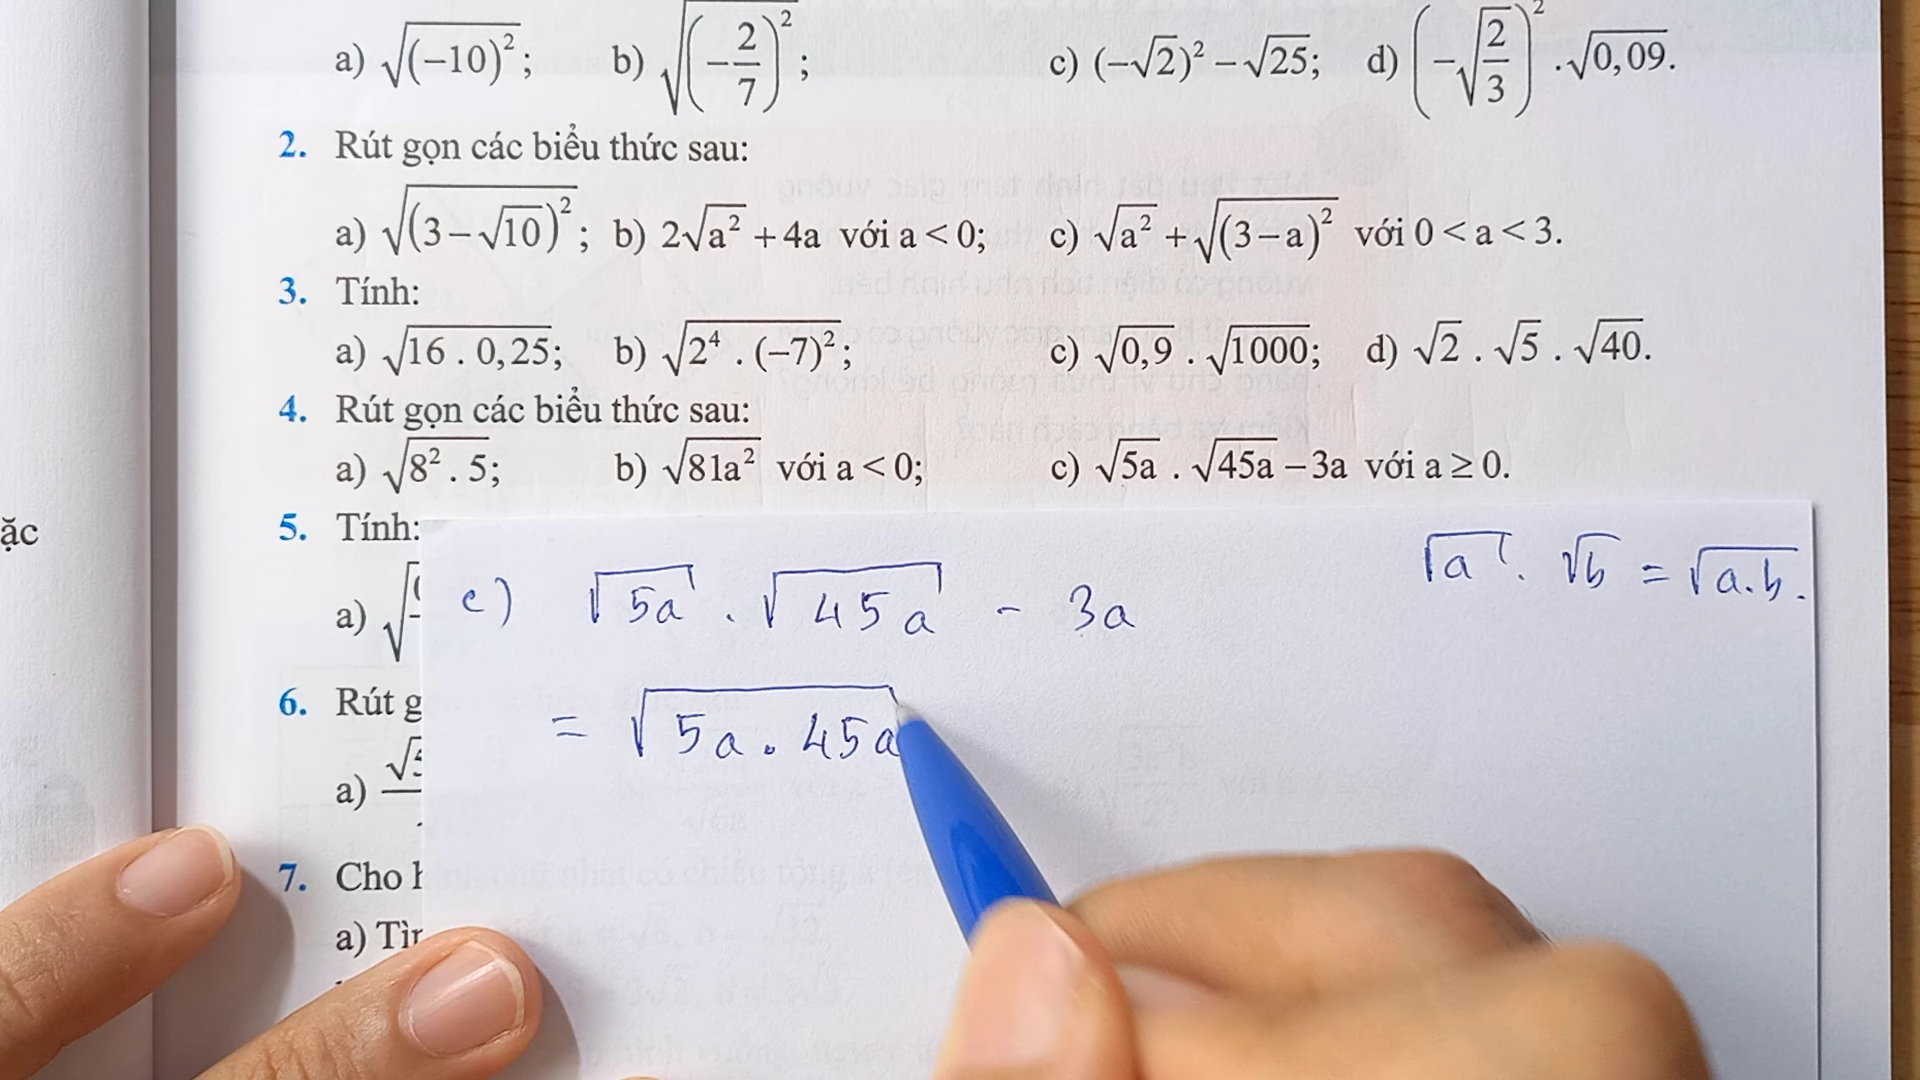 a) √(−10)²; b) √(−2/7)²; c) (−√2)² − √25; d) (−√(2/3))² . √0,09.
2. Rút gọn các biểu thức sau:
a) √(3−√10)²; b) 2√a² + 4a với a < 0; c) √a² + √(3−a)² với 0 < a < 3.
3. Tính:
a) √16 . 0,25; b) √2⁴ . (−7)²; c) √0,9 . √1000; d) √2 . √5 . √40.
4. Rút gọn các biểu thức sau:
a) √8² . 5; b) √81a² với a < 0; c) √5a . √45a − 3a với a ≥ 0.
ặc
5. Tính:
a) √
6. Rút g
a) √5
7. Cho h
a) Tìn
c) √5a . √45a - 3a
√a . √b = √a.b.
= √5a . 45a